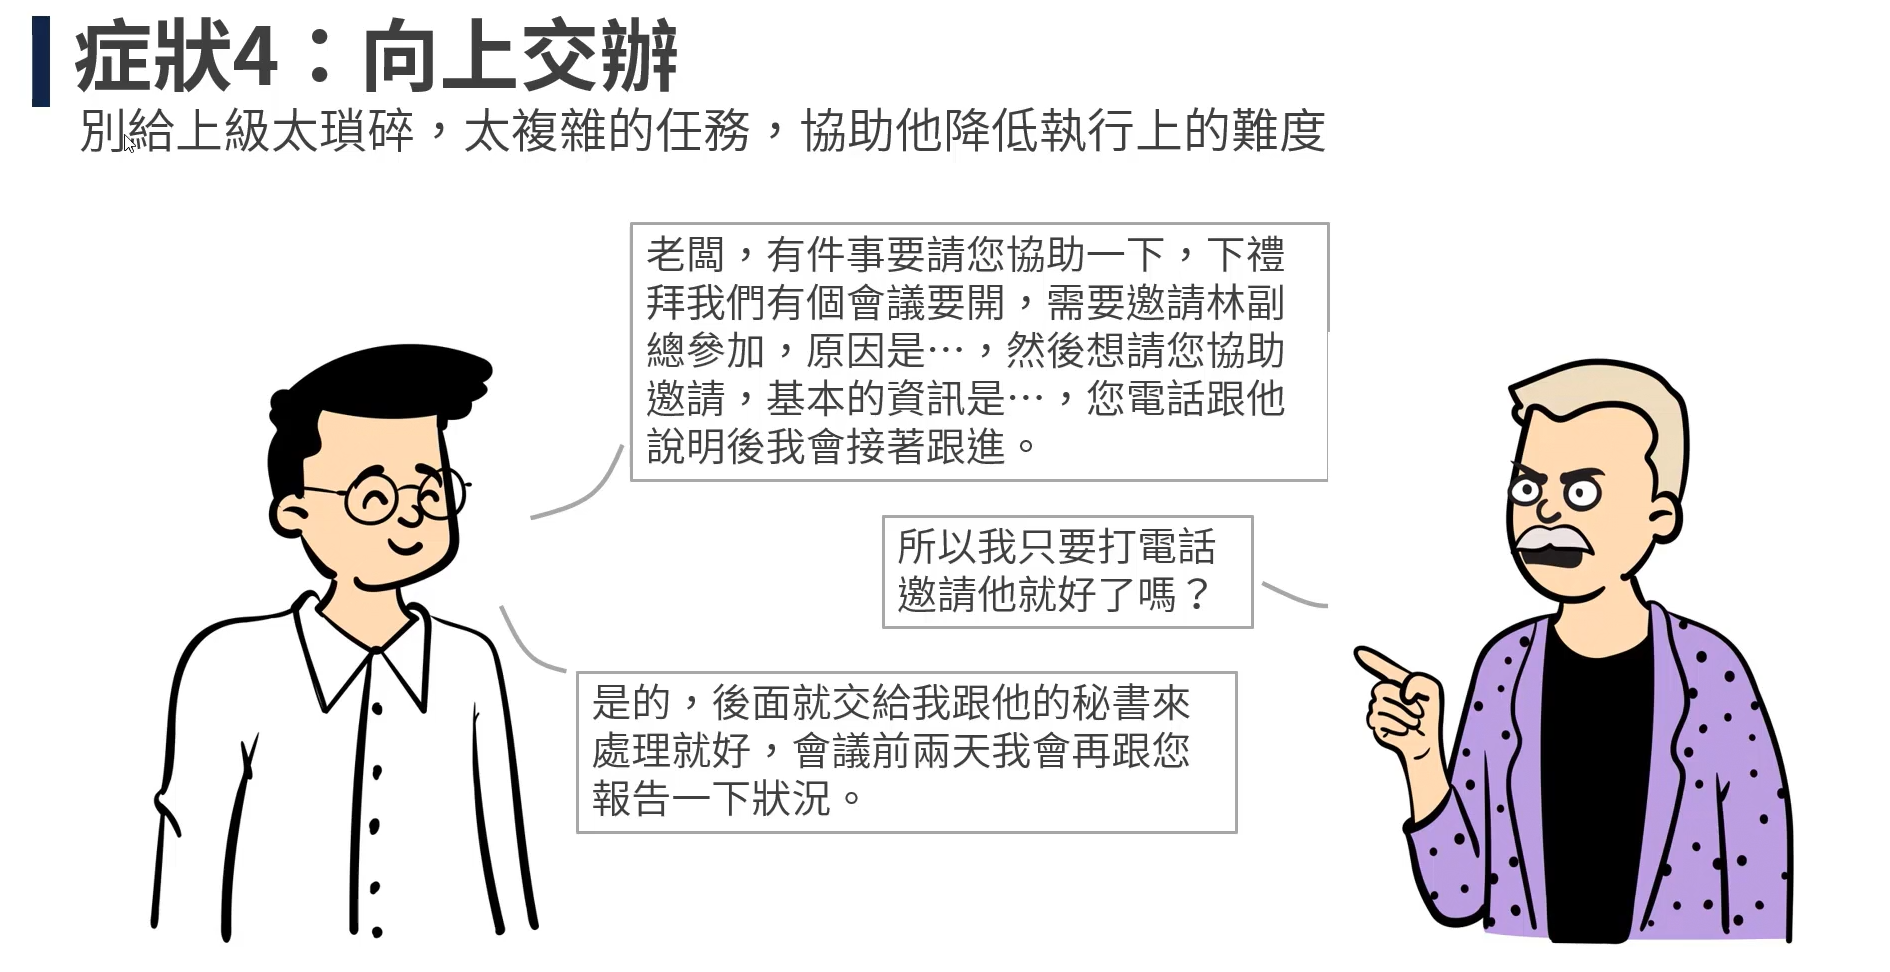 症狀4：向上交辦
別給上級太瑣碎，太複雜的任務，協助他降低執行上的難度
老闆，有件事要請您協助一下，下禮
拜我們有個會議要開，需要邀請林副
總參加，原因是…，然後想請您協助
邀請，基本的資訊是…，您電話跟他
說明後我會接著跟進。
所以我只要打電話
邀請他就好了嗎？
是的，後面就交給我跟他的秘書來
處理就好，會議前兩天我會再跟您
報告一下狀況。